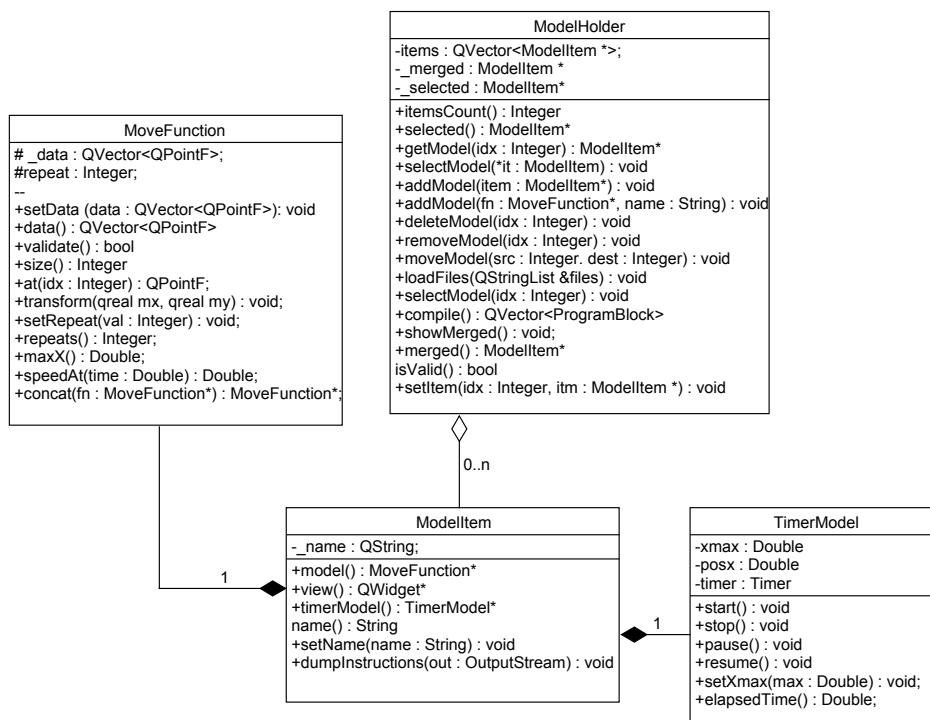 ModelHolder
-items : QVector<ModelItem *>;
-_merged : ModelItem *
-_selected : ModelItem*
+itemsCount() : Integer
+selected() : ModelItem*
+getModel(idx : Integer) : ModelItem*
+selectModel(*it : ModelItem) : void
+addModel(item : ModelItem*) : void
+addModel(fn : MoveFunction*, name : String) : void
+deleteModel(idx : Integer) : void
+removeModel(idx : Integer) : void
+moveModel(src : Integer. dest : Integer) : void
+loadFiles(QStringList &files) : void
+selectModel(idx : Integer) : void
+compile() : QVector<ProgramBlock>
+showMerged() : void;
+merged() : ModelItem*
isValid() : bool
+setItem(idx : Integer, itm : ModelItem *) : void
MoveFunction
# _data : QVector<QPointF>;
#repeat : Integer;
--
+setData (data : QVector<QPointF>): void
+data() : QVector<QPointF>
+validate() : bool
+size() : Integer
+at(idx : Integer) : QPointF;
+transform(qreal mx, qreal my) : void;
+setRepeat(val : Integer) : void;
+repeats() : Integer;
+maxX() : Double;
+speedAt(time : Double) : Double;
+concat(fn : MoveFunction*) : MoveFunction*;
0..n
ModelItem
-_name : QString;
+model() : MoveFunction*
+view() : QWidget*
+timerModel() : TimerModel*
name() : String
+setName(name : String) : void
+dumpInstructions(out : OutputStream) : void
1
1
TimerModel
-xmax : Double
-posx : Double
-timer : Timer
+start() : void
+stop() : void
+pause() : void
+resume() : void
+setXmax(max : Double) : void;
+elapsedTime() : Double;